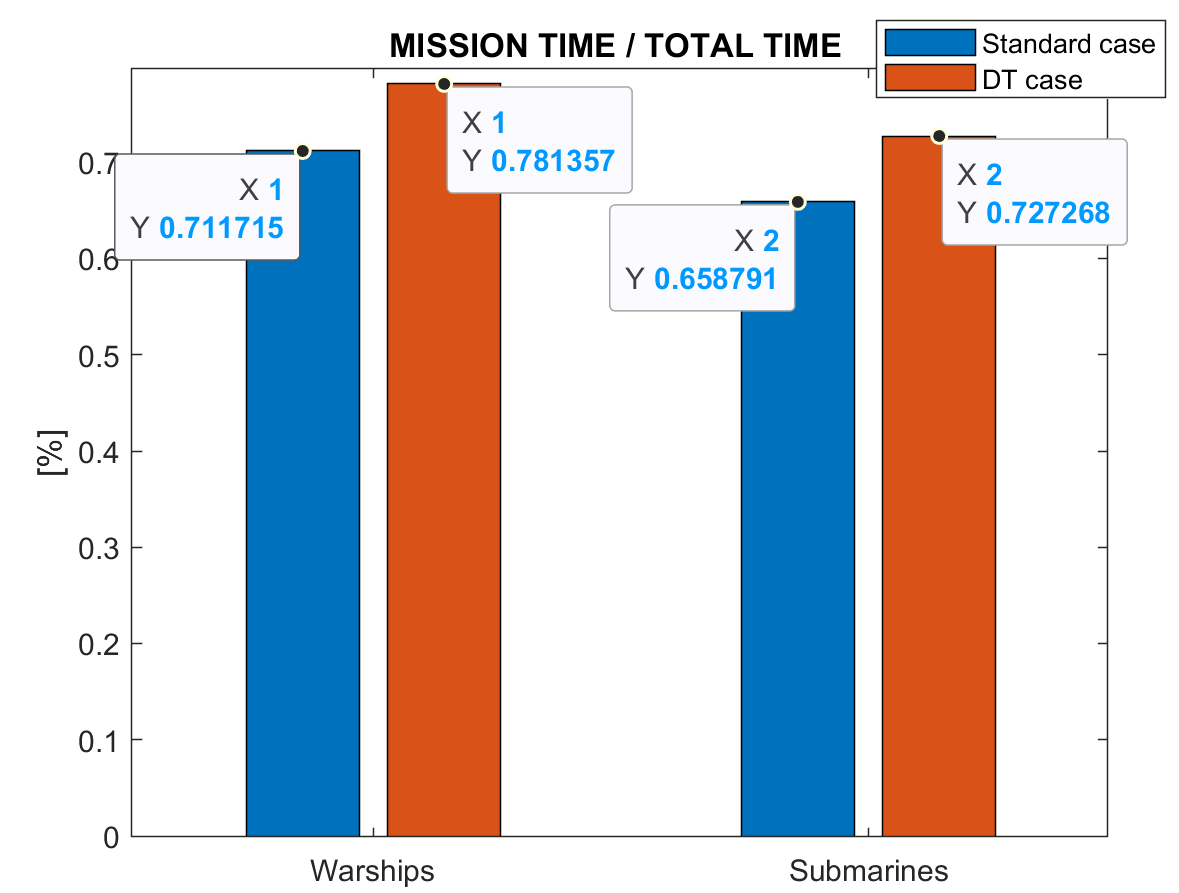 MISSION TIME / TOTAL TIME
Standard case
DT case
X 1
Y 0.781357
X 1
Y 0.711715
X 2
Y 0.727268
X 2
Y 0.658791
[%]
0.7
0.6
0.5
0.4
0.3
0.2
0.1
0
Warships
Submarines